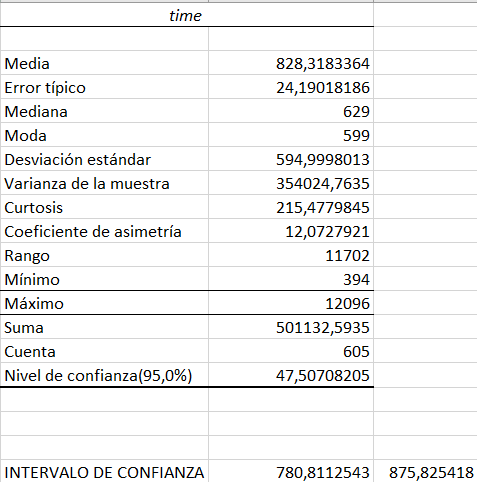 time
Media 828,3183364
Error típico 24,19018186
Mediana 629
Moda 599
Desviación estándar 594,9998013
Varianza de la muestra 354024,7635
Curtosis 215,4779845
Coeficiente de asimetría 12,0727921
Rango 11702
Mínimo 394
Máximo 12096
Suma 501132,5935
Cuenta 605
Nivel de confianza(95,0%) 47,50708205
INTERVALO DE CONFIANZA 780,8112543 875,825418